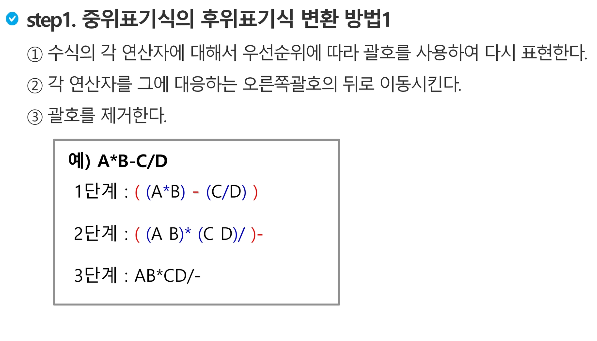 step1. 중위표기식의 후위표기식 변환 방법1
① 수식의 각 연산자에 대해서 우선순위에 따라 괄호를 사용하여 다시 표현한다.
② 각 연산자를 그에 대응하는 오른쪽괄호의 뒤로 이동시킨다.
③ 괄호를 제거한다.
예) A*B-C/D
1단계 : ( (A*B) - (C/D) )
2단계 : ( (A B)* (C D)/ )-
3단계 : AB*CD/-